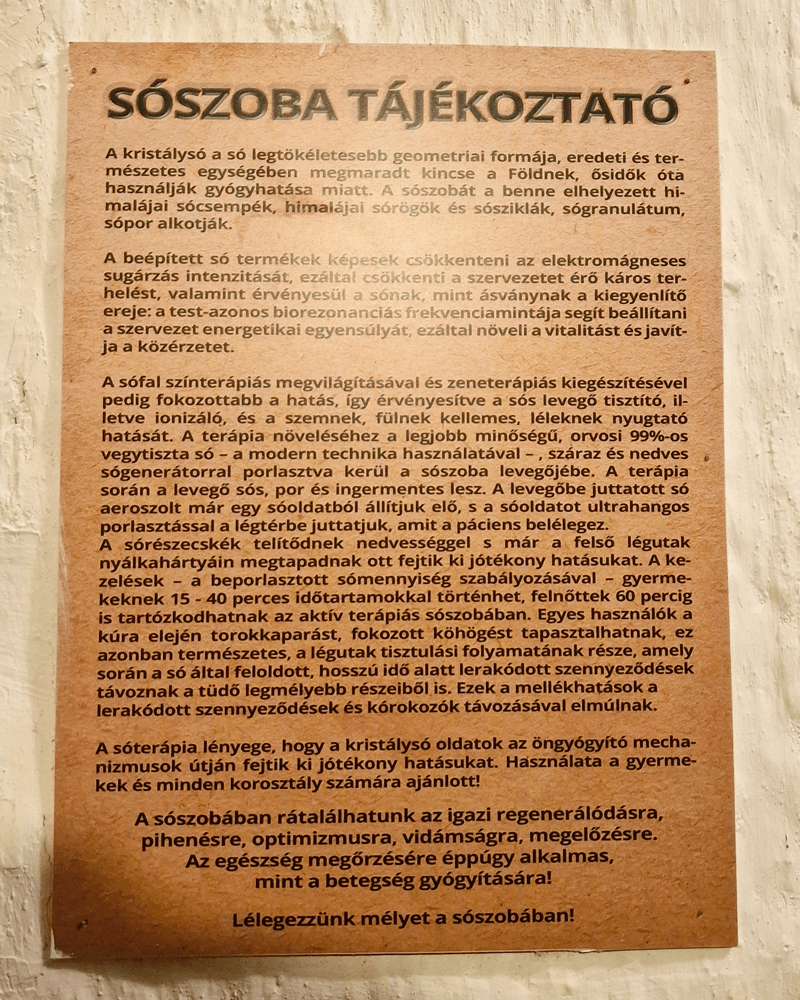 SÓSZOBA TÁJÉKOZTATÓ
A kristálysó a só legtökéletesebb geometriai formája, eredeti és ter-
mészetes egységében megmaradt kincse a Földnek, ősidők óta
használják gyógyhatása miatt. A sószobát a benne elhelyezett hi-
malájai sócsempék, himalájai sórögök és sósziklák, sógranulátum,
sópor alkotják.
A beépített só termékek képesek csökkenteni az elektromágneses
sugárzás intenzitását, ezáltal csökkenti a szervezetet érő káros ter-
helést, valamint érvényesül a sónak, mint ásványnak a kiegyenlítő
ereje: a test-azonos biorezonanciás frekvenciamintája segít beállítani
a szervezet energetikai egyensúlyát, ezáltal növeli a vitalitást és javít-
ja a közérzetet.
A sófal színterápiás megvilágításával és zeneterápiás kiegészítésével
pedig fokozottabb a hatás, így érvényesítve a sós levegő tisztító, il-
letve ionizáló, és a szemnek, fülnek kellemes, léleknek nyugtató
hatását. A terápia növeléséhez a legjobb minőségű, orvosi 99%-os
vegytiszta só – a modern technika használatával – , száraz és nedves
sógenerátorral porlasztva kerül a sószoba levegőjébe. A terápia
során a levegő sós, por és ingermentes lesz. A levegőbe juttatott só
aeroszolt már egy sóoldatból állítjuk elő, s a sóoldatot ultrahangos
porlasztással a légtérbe juttatjuk, amit a páciens belélegez.
A sórészecskék telítődnek nedvességgel s már a felső légutak
nyálkahártyáin megtapadnak ott fejtik ki jótékony hatásukat. A ke-
zelések – a beporlasztott sómennyiség szabályozásával – gyerme-
keknek 15 - 40 perces időtartamokkal történhet, felnőttek 60 percig
is tartózkodhatnak az aktív terápiás sószobában. Egyes használók a
kúra elején torokkaparást, fokozott köhögést tapasztalhatnak, ez
azonban természetes, a légutak tisztulási folyamatának része, amely
során a só által feloldott, hosszú idő alatt lerakódott szennyeződések
távoznak a tüdő legmélyebb részeiből is. Ezek a mellékhatások a
lerakódott szennyeződések és kórokozók távozásával elmúlnak.
A sóterápia lényege, hogy a kristálysó oldatok az öngyógyító mecha-
nizmusok útján fejtik ki jótékony hatásukat. Használata a gyerme-
kek és minden korosztály számára ajánlott!
A sószobában rátalálhatunk az igazi regenerálódásra,
pihenésre, optimizmusra, vidámságra, megelőzésre.
Az egészség megőrzésére éppúgy alkalmas,
mint a betegség gyógyítására!
Lélegezzünk mélyet a sószobában!